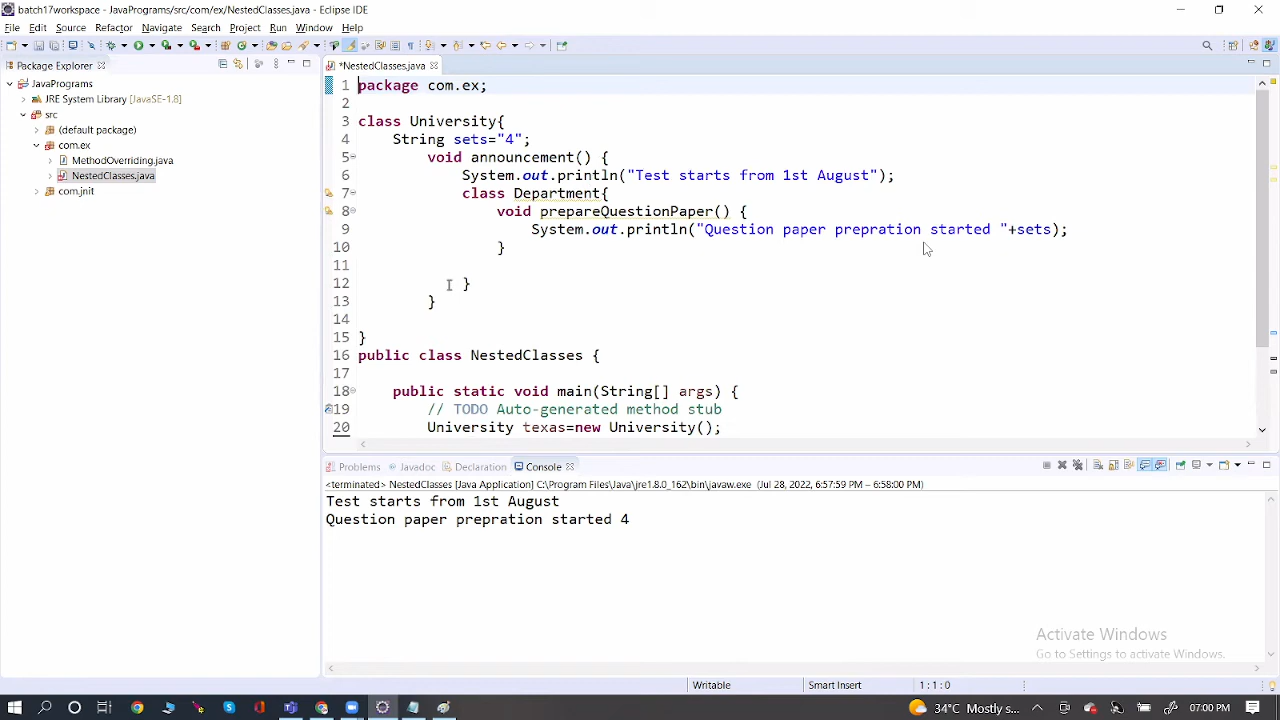 batch17workspace - JavaPrograms/src/com/ex/NestedClasses.java - Eclipse IDE
File Edit Source Refactor Navigate Search Project Run Window Help
Package Explorer
*NestedClasses.java
JavaPrograms
JRE System Library [JavaSE-1.8]
src
(default package)
com.ex
MethodOverriding.java
NestedClasses.java
com.jnit
1 package com.ex;
2
3 class University{
4 String sets="4";
5 void announcement() {
6 System.out.println("Test starts from 1st August");
7 class Department{
8 void prepareQuestionPaper() {
9 System.out.println("Question paper prepration started "+sets);
10 }
11
12 }
13 }
14
15 }
16 public class NestedClasses {
17
18 public static void main(String[] args) {
19 // TODO Auto-generated method stub
20 University texas=new University();
Problems Javadoc Declaration Console
<terminated> NestedClasses [Java Application] C:\Program Files\Java\jre1.8.0_162\bin\javaw.exe (Jul 28, 2022, 6:57:59 PM – 6:58:00 PM)
Test starts from 1st August
Question paper prepration started 4
Activate Windows
Go to Settings to activate Windows.
Writable Smart Insert 1 : 1 : 0
34°C Mostly s... 07:00 PM